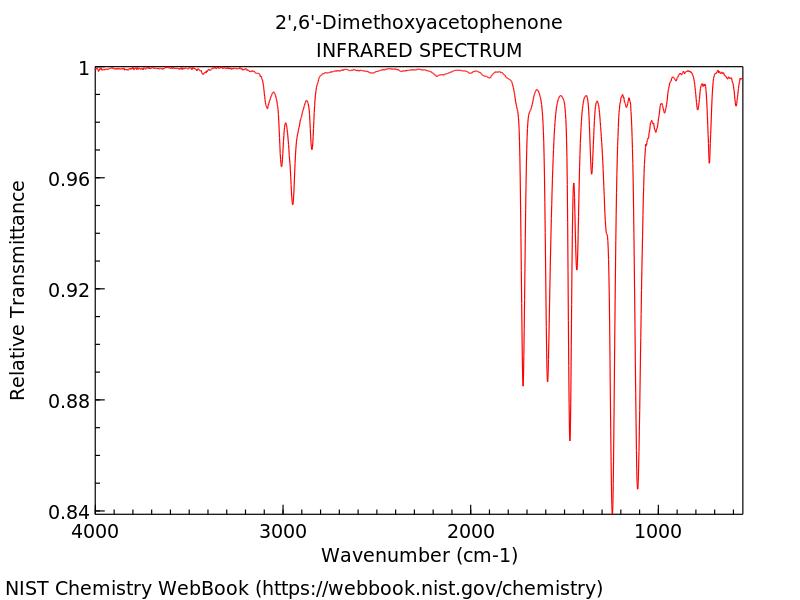 2',6'-Dimethoxyacetophenone
INFRARED SPECTRUM
1
0.96
0.92
0.88
0.84
Relative Transmittance
4000 3000 2000 1000
Wavenumber (cm-1)
NIST Chemistry WebBook (https://webbook.nist.gov/chemistry)